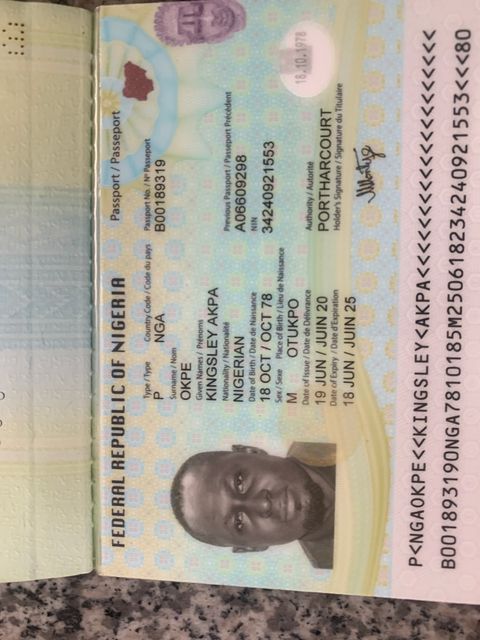 FEDERAL REPUBLIC OF NIGERIA
Passport / Passeport
Type / Type Country Code / Code du pays Passport No. / Nº Passeport
P NGA B00189319
Surname / Nom
OKPE
Given Names / Prénoms
KINGSLEY AKPA
Nationality / Nationalité Previous Passport / Passeport Précédent
NIGERIAN A06609298
Date of Birth / Date de Naissance NIN
18 OCT / OCT 78 34240921553
Sex / Sexe Place of Birth / Lieu de Naissance
M OTUKPO
18.10.1978
Date of Issue / Date de Délivrance Authority / Autorité
19 JUN / JUIN 20 PORTHARCOURT
Date of Expiry / Date d'Expiration Holder's Signature / Signature du Titulaire
18 JUN / JUIN 25
P<NGAOKPE<<KINGSLEY<AKPA<<<<<<<<<<<<<<<<<<<<
B001893190NGA7810185M250618234240921553<<<80